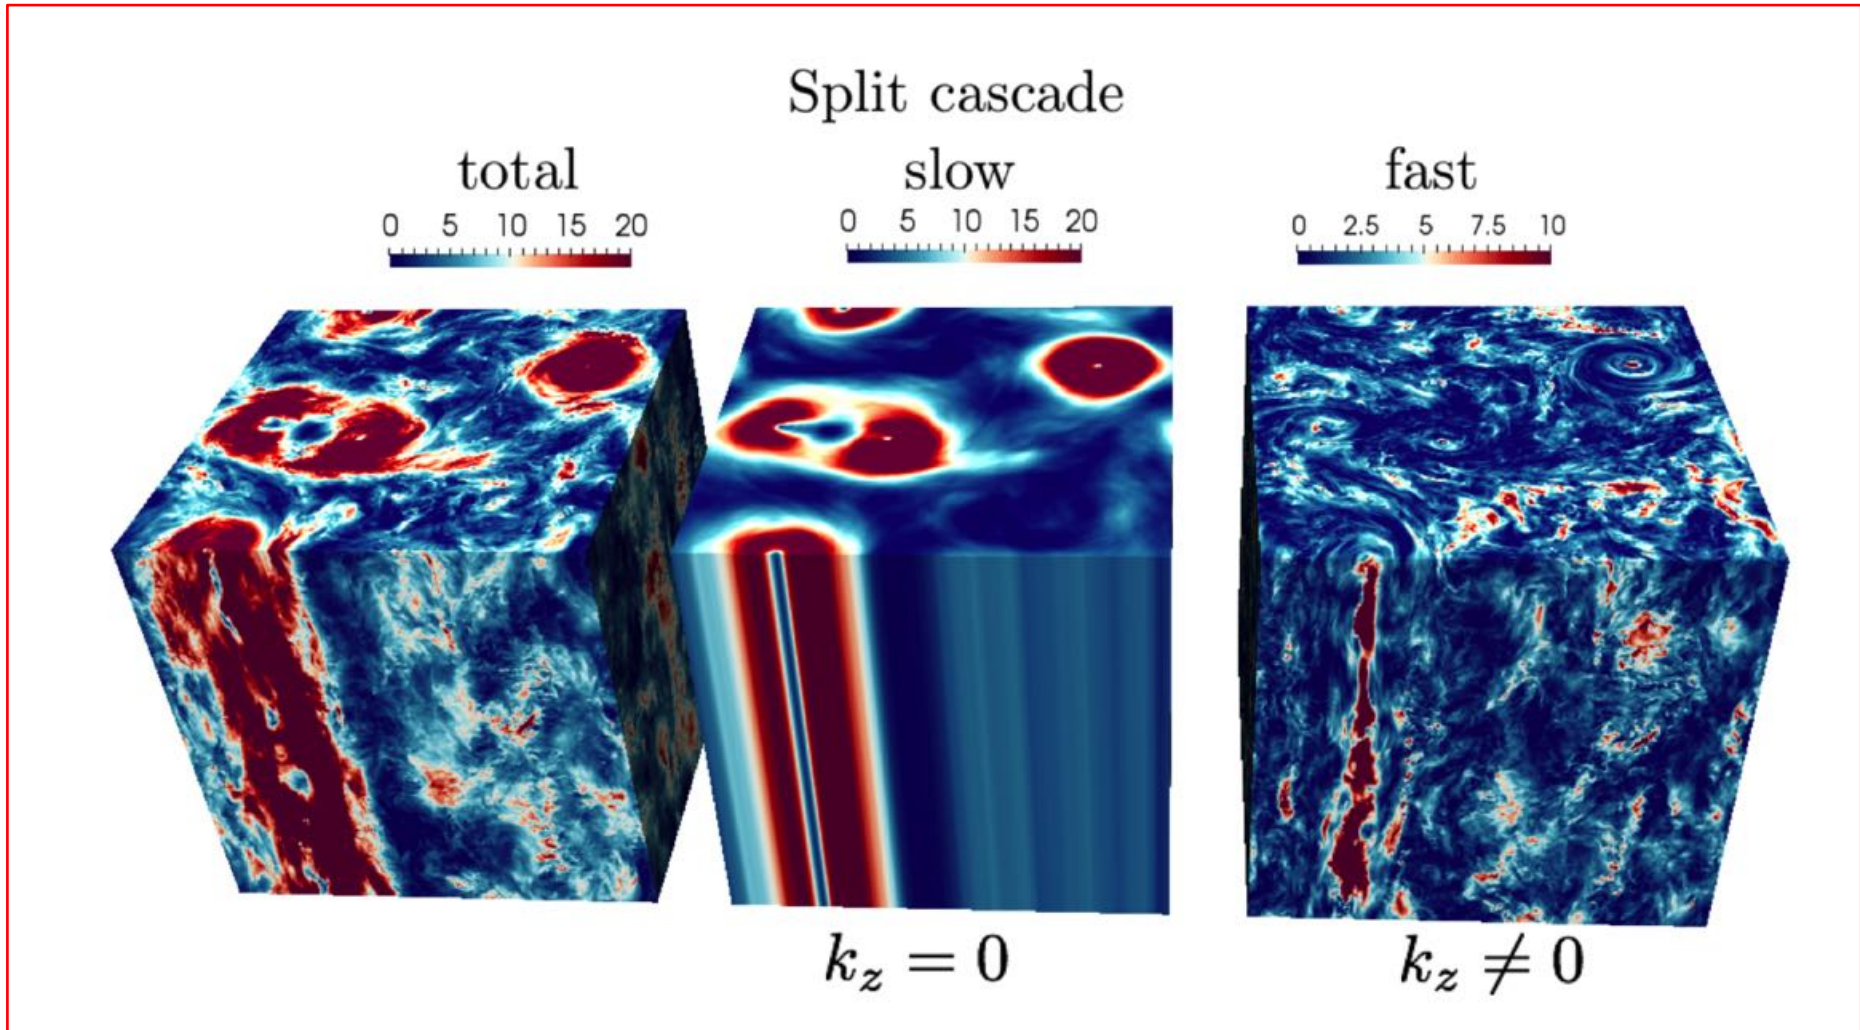 Split cascade
total slow fast
0 5 10 15 20 0 5 10 15 20 0 2.5 5 7.5 10
k_z = 0 k_z ≠ 0